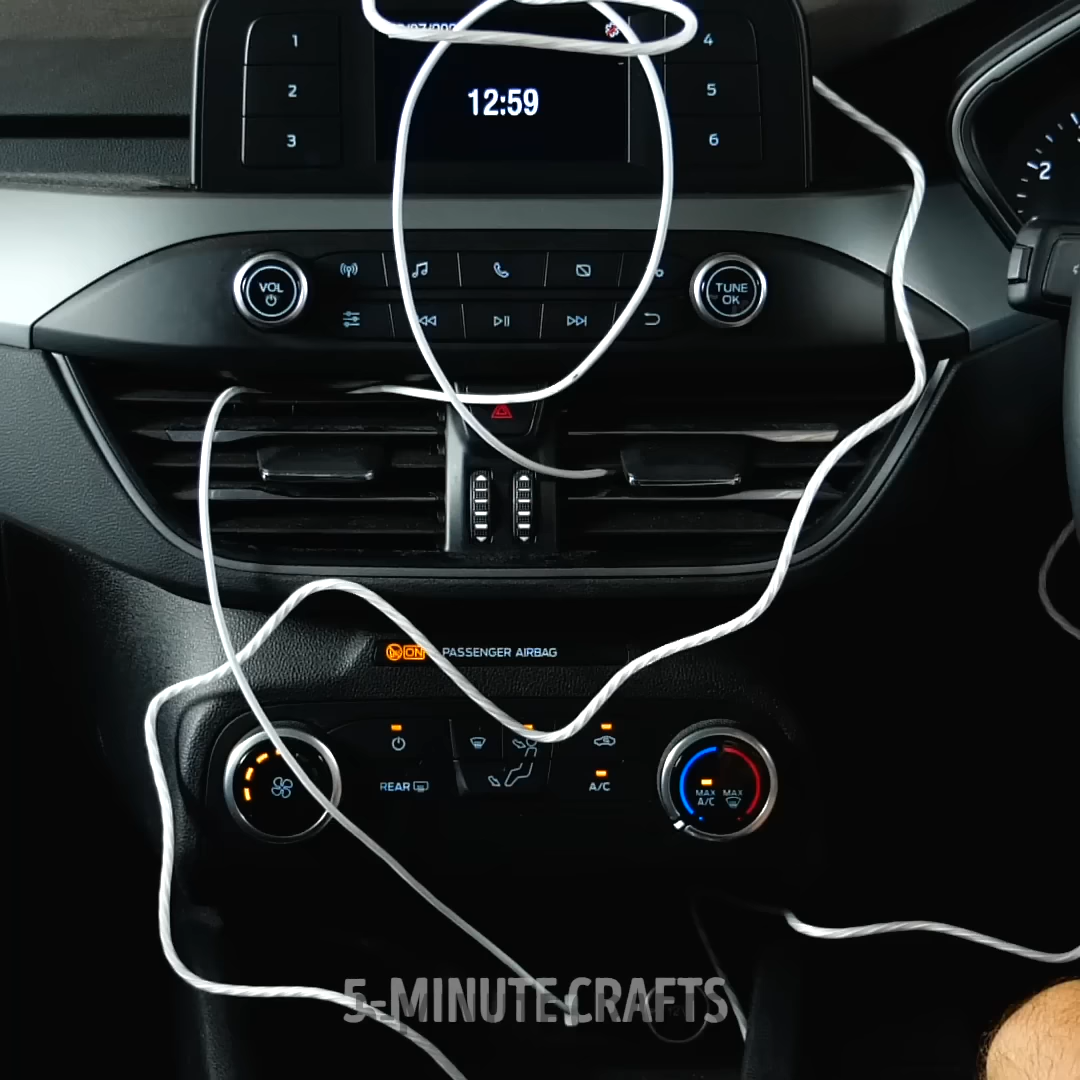 1
2
3
12:59
4
5
6
2
VOL
TUNE
OK
ON PASSENGER AIRBAG
REAR
A/C
MAX
A/C
MAX
5-MINUTE CRAFTS